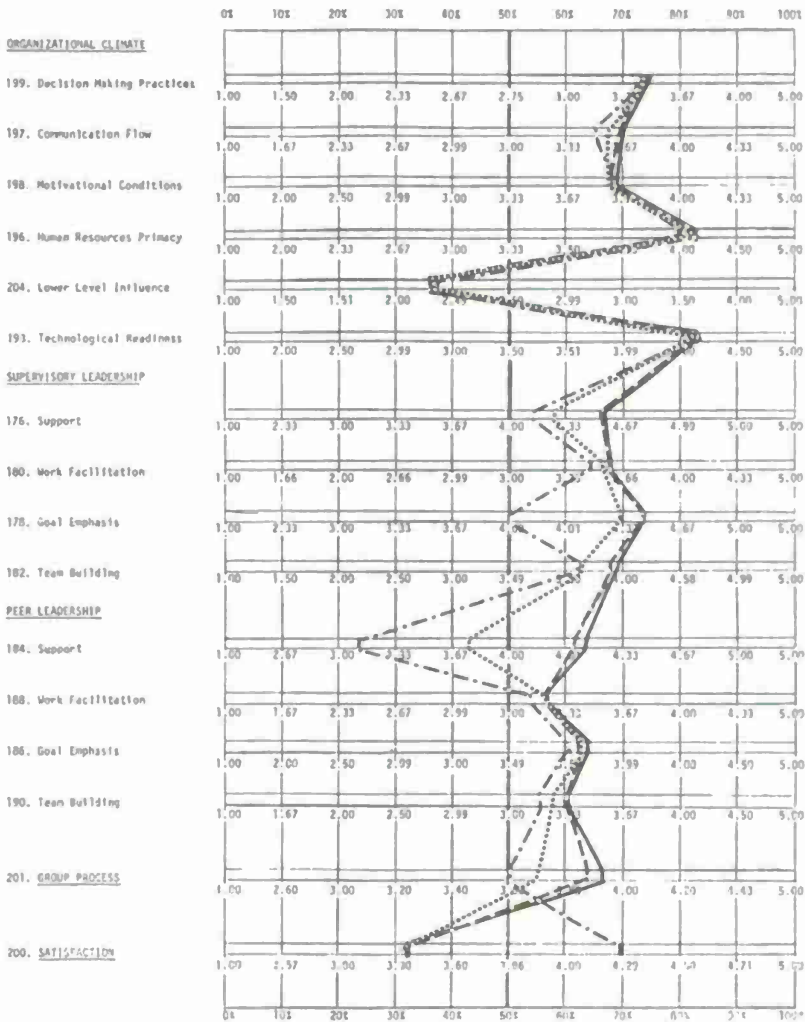 0% 10% 20% 30% 40% 50% 60% 70% 80% 90% 100%
ORGANIZATIONAL CLIMATE
199. Decision Making Practices
1.00 1.50 2.00 2.33 2.67 2.75 3.00 3.67 4.00 5.00
197. Communication Flow
1.00 1.67 2.33 2.67 2.99 3.00 3.33 4.00 4.33 5.00
198. Motivational Conditions
1.00 2.00 2.50 2.99 3.00 3.33 3.67 4.00 4.33 5.00
196. Human Resources Primacy
1.00 2.00 2.33 2.67 3.00 3.33 4.50 5.00
204. Lower Level Influence
1.00 1.50 1.51 2.00 2.99 3.00 3.50 4.00 5.00
193. Technological Readiness
1.00 2.00 2.50 2.99 3.00 3.50 3.51 3.99 4.50 5.00
SUPERVISORY LEADERSHIP
176. Support
1.00 2.33 3.00 3.33 3.67 4.00 4.33 4.67 4.99 5.00
180. Work Facilitation
1.00 1.66 2.00 2.66 2.99 3.00 4.00 4.33 5.00
178. Goal Emphasis
1.00 2.33 3.00 3.33 3.67 4.01 4.67 5.00 5.00
182. Team Building
1.00 1.50 2.00 2.50 3.00 3.49 4.00 4.58 4.99 5.00
PEER LEADERSHIP
184. Support
1.00 2.67 3.67 4.00 4.33 4.67 5.00 5.00
188. Work Facilitation
1.00 1.67 2.33 2.67 2.99 3.00 3.33 3.67 4.00 4.33 5.00
186. Goal Emphasis
1.00 2.00 2.33 2.67 3.00 3.49 3.99 4.00 4.50 5.00
190. Team Building
1.00 1.67 2.00 2.50 2.99 3.00 3.67 4.00 4.50 5.00
201. GROUP PROCESS
1.00 2.60 3.00 3.20 3.40 4.00 4.43 5.00
200. SATISFACTION
1.00 2.57 3.00 3.60 4.00 4.29 4.71 5.00
0% 10% 20% 30% 40% 50% 60% 70% 80% 90% 100%